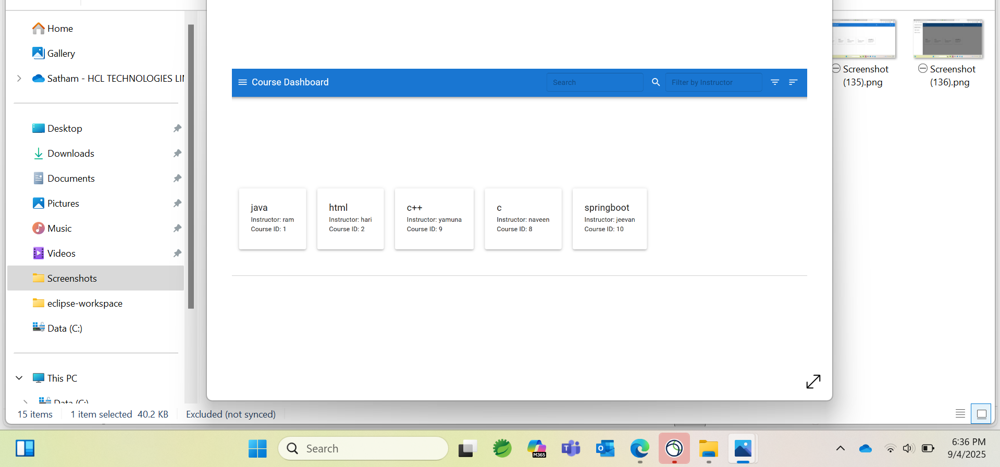 Home
Gallery
Satham - HCL TECHNOLOGIES LI
Desktop
Downloads
Documents
Pictures
Music
Videos
Screenshots
eclipse-workspace
Data (C:)
This PC
Data (C:)
15 items
1 item selected 40.2 KB
Excluded (not synced)
Course Dashboard
Search
Filter by Instructor
java
Instructor: ram
Course ID: 1
html
Instructor: hari
Course ID: 2
c++
Instructor: yamuna
Course ID: 9
c
Instructor: naveen
Course ID: 8
springboot
Instructor: jeevan
Course ID: 10
Screenshot
(135).png
Screenshot
(136).png
Search
M365
6:36 PM
9/4/2025